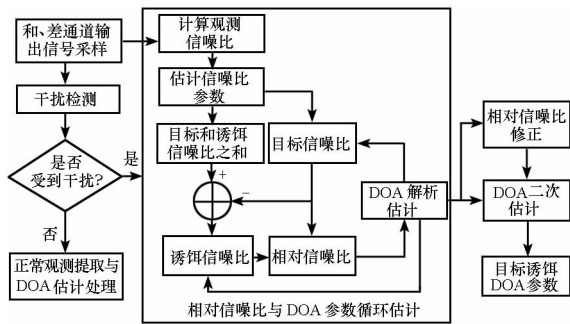 和、差通道输
出信号采样
干扰检测
是否
受到干扰?
是
否
正常观测提取与
DOA估计处理
计算观测
信噪比
估计信噪比
参数
目标和诱饵
信噪比之和
目标信噪比
+
−
诱饵信噪比
相对信噪比
DOA 解析
估计
相对信噪比与DOA参数循环估计
相对信噪比
修正
DOA二次
估计
目标诱饵
DOA参数